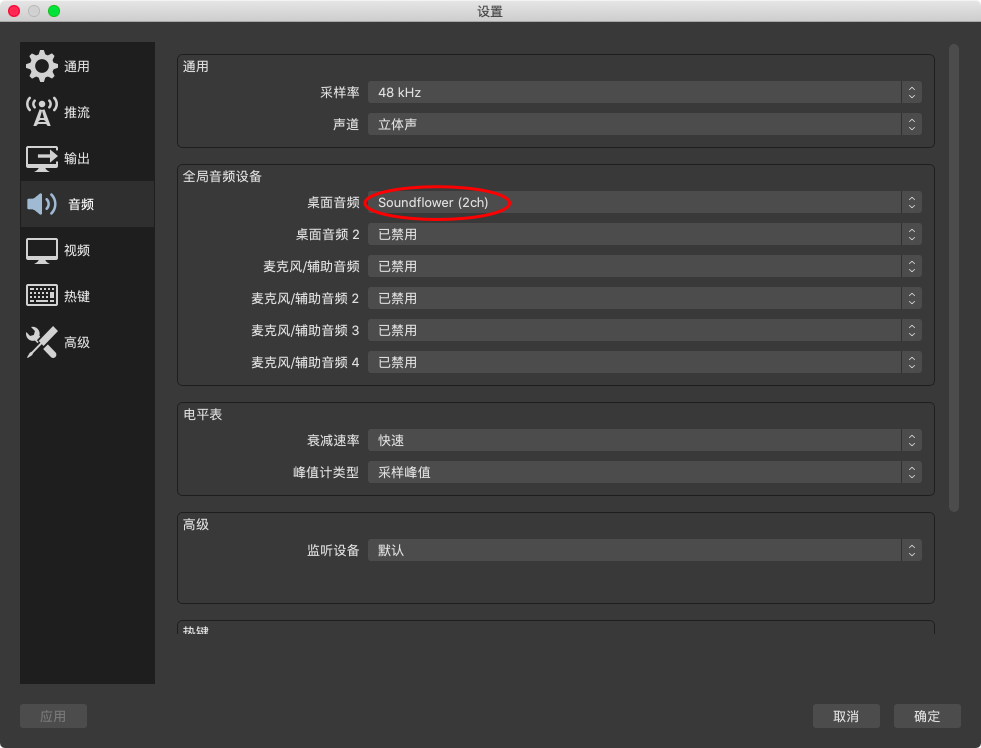 设置
通用
推流
输出
音频
视频
热键
高级
通用
采样率 48 kHz
声道 立体声
全局音频设备
桌面音频 Soundflower (2ch)
桌面音频 2 已禁用
麦克风/辅助音频 已禁用
麦克风/辅助音频 2 已禁用
麦克风/辅助音频 3 已禁用
麦克风/辅助音频 4 已禁用
电平表
衰减速率 快速
峰值计类型 采样峰值
高级
监听设备 默认
热键
应用
取消
确定